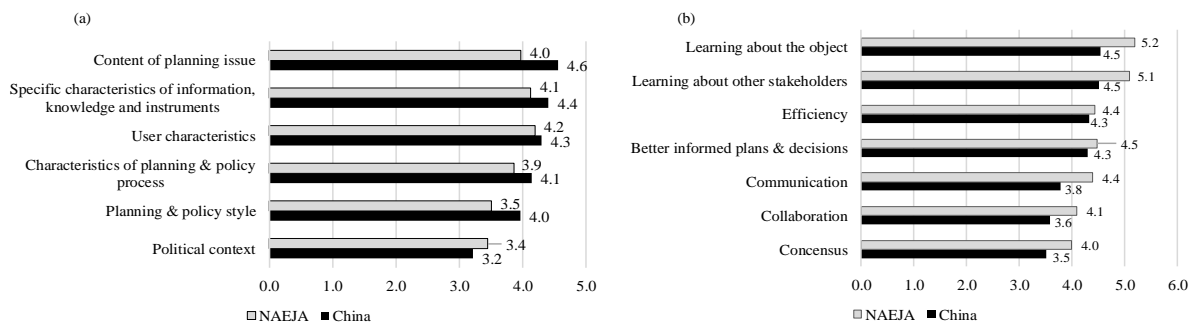 (a)
Content of planning issue
4.0
4.6
Specific characteristics of information,
knowledge and instruments
4.1
4.4
User characteristics
4.2
4.3
Characteristics of planning & policy
process
3.9
4.1
Planning & policy style
3.5
4.0
Political context
3.4
3.2
0.0 1.0 2.0 3.0 4.0 5.0
NAEJA China
(b)
Learning about the object
5.2
4.5
Learning about other stakeholders
5.1
4.5
Efficiency
4.4
4.3
Better informed plans & decisions
4.5
4.3
Communication
4.4
3.8
Collaboration
4.1
3.6
Concensus
4.0
3.5
0.0 1.0 2.0 3.0 4.0 5.0 6.0
NAEJA China